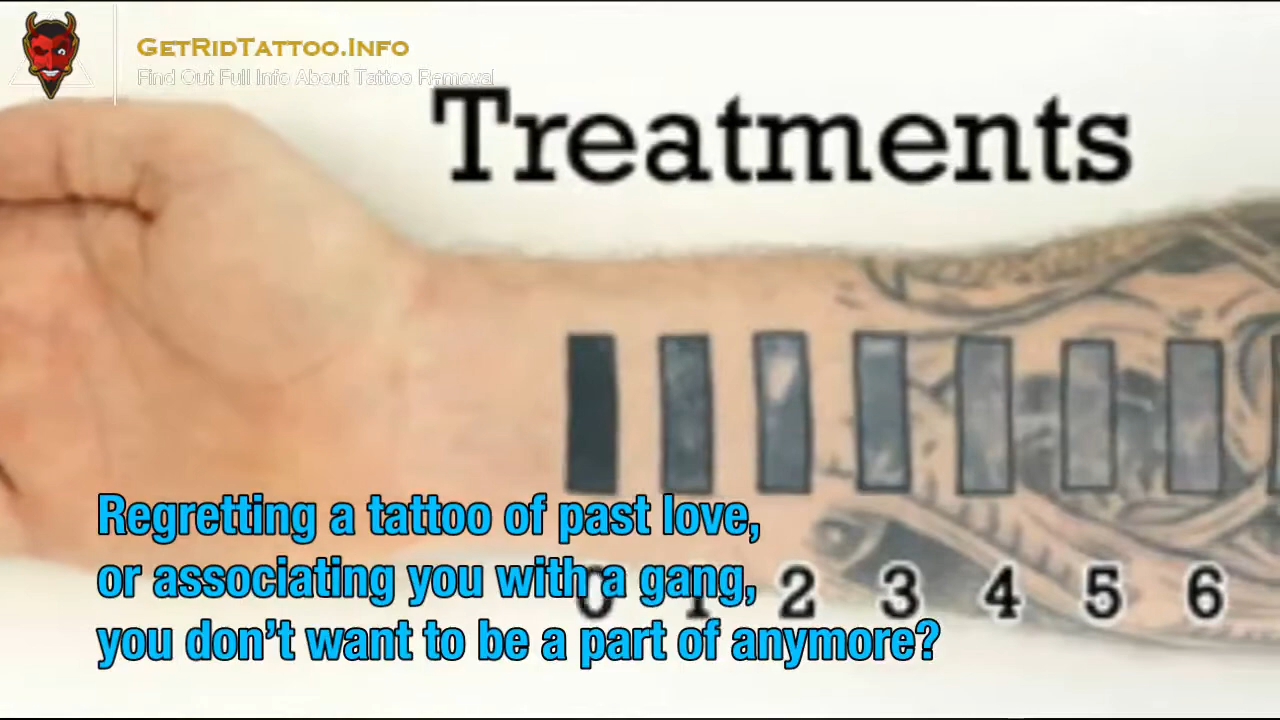 GetRidTattoo.Info
Find Out Full Info About Tattoo Removal
Treatments
Regretting a tattoo of past love,
or associating you with a gang,
you don’t want to be a part of anymore?
0 1 2 3 4 5 6